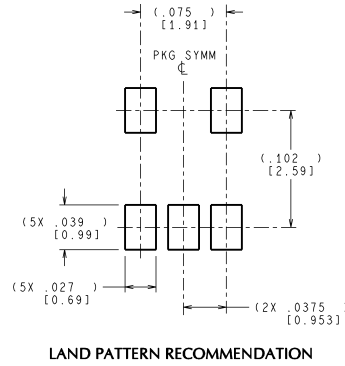 (.075 )
[1.91]
PKG SYMM
℄
(.102 )
[2.59]
(5X .039 )
[0.99]
(5X .027 )
[0.69]
(2X .0375 )
[0.953]
LAND PATTERN RECOMMENDATION